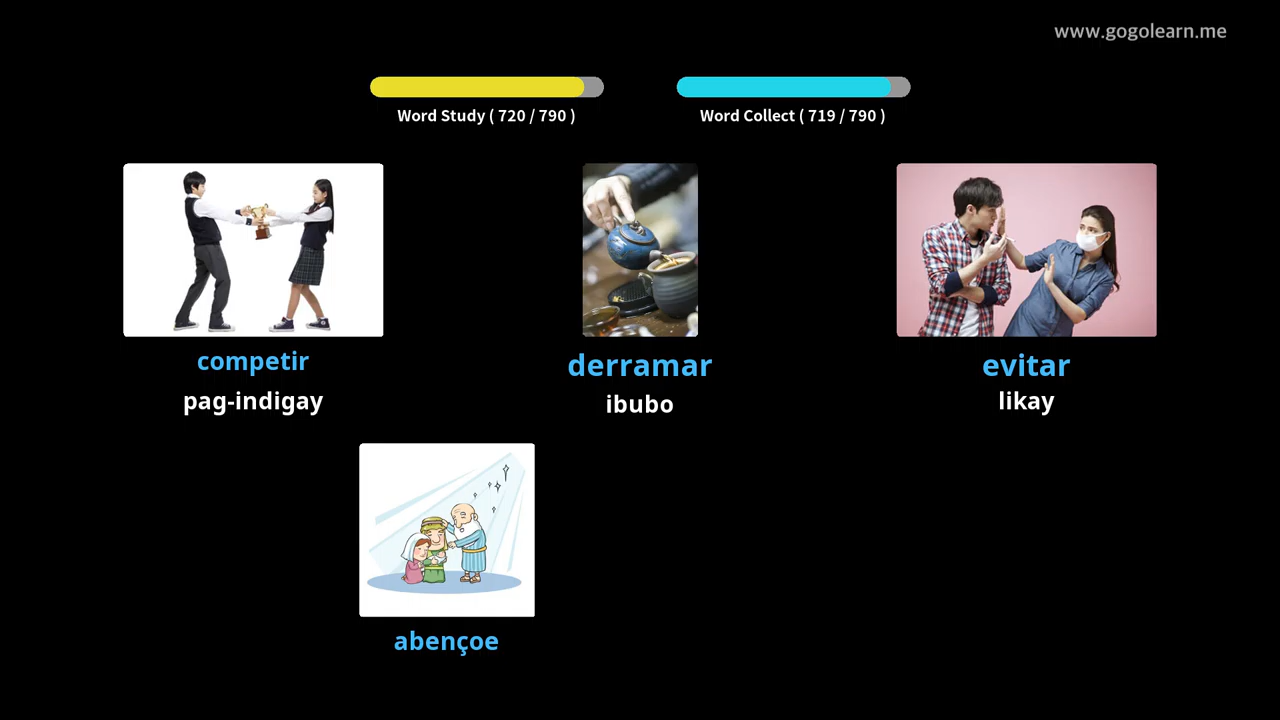 www.gogolearn.me
Word Study ( 720 / 790 )
Word Collect ( 719 / 790 )
competir
pag-indigay
derramar
ibubo
evitar
likay
abençoe